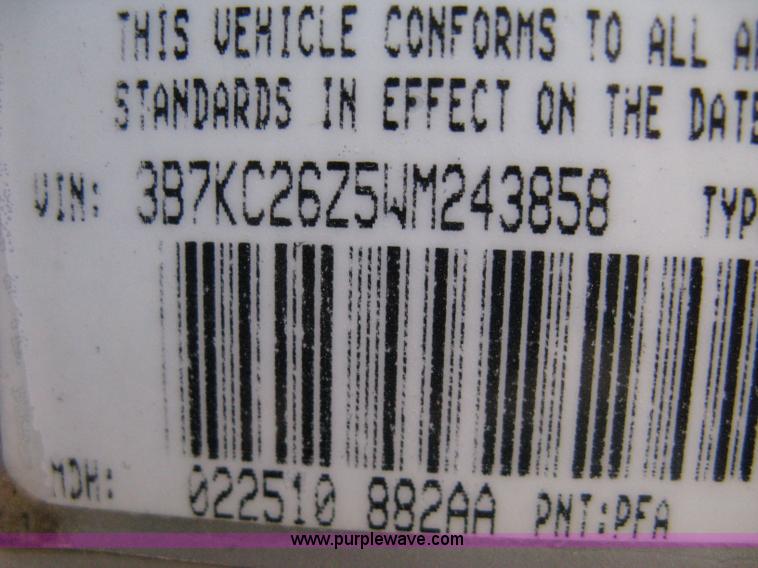 THIS VEHICLE CONFORMS TO ALL
STANDARDS IN EFFECT ON THE DATE
VIN: 3B7KC26Z5WM243858 TYP
MDH: 022510 882AA PNT:PFA
www.purplewave.com